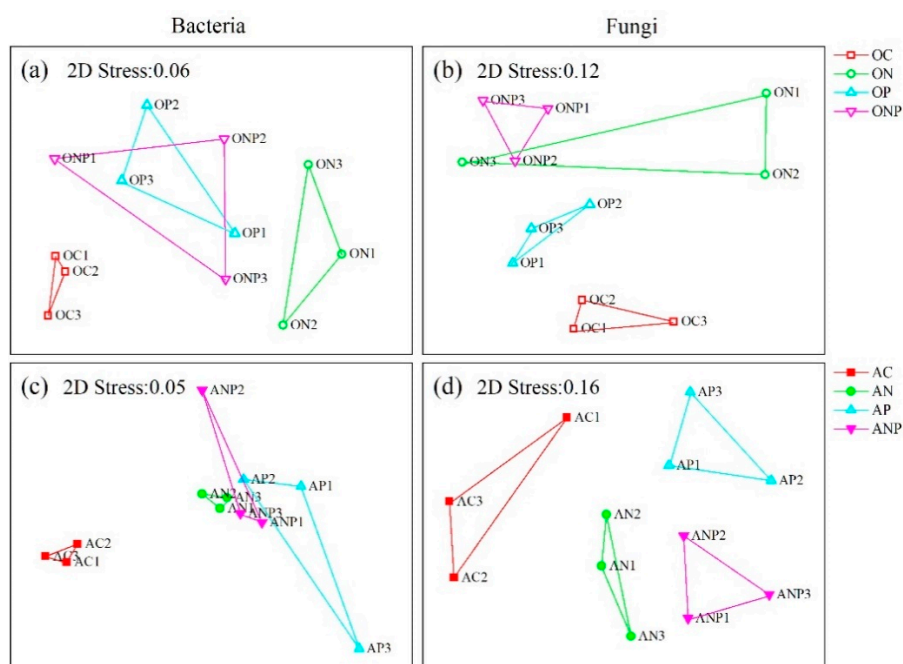 Bacteria
Fungi
(a) 2D Stress:0.06
OP2
ONP2
ONP1
ON3
OP3
OP1
ON1
OC1
OC2
ONP3
OC3
ON2
(b) 2D Stress:0.12
ONP3
ONP1
ON1
ON3
ONP2
ON2
OP2
OP3
OP1
OC2
OC3
OC1
OC
ON
OP
ONP
(c) 2D Stress:0.05
ANP2
AP2
AP1
AN2
AN3
AN1
ANP3
ANP1
AC2
AC3
AC1
AP3
(d) 2D Stress:0.16
AP3
AC1
AP1
AP2
AC3
AN2
ANP2
AN1
AC2
ANP3
ANP1
AN3
AC
AN
AP
ANP